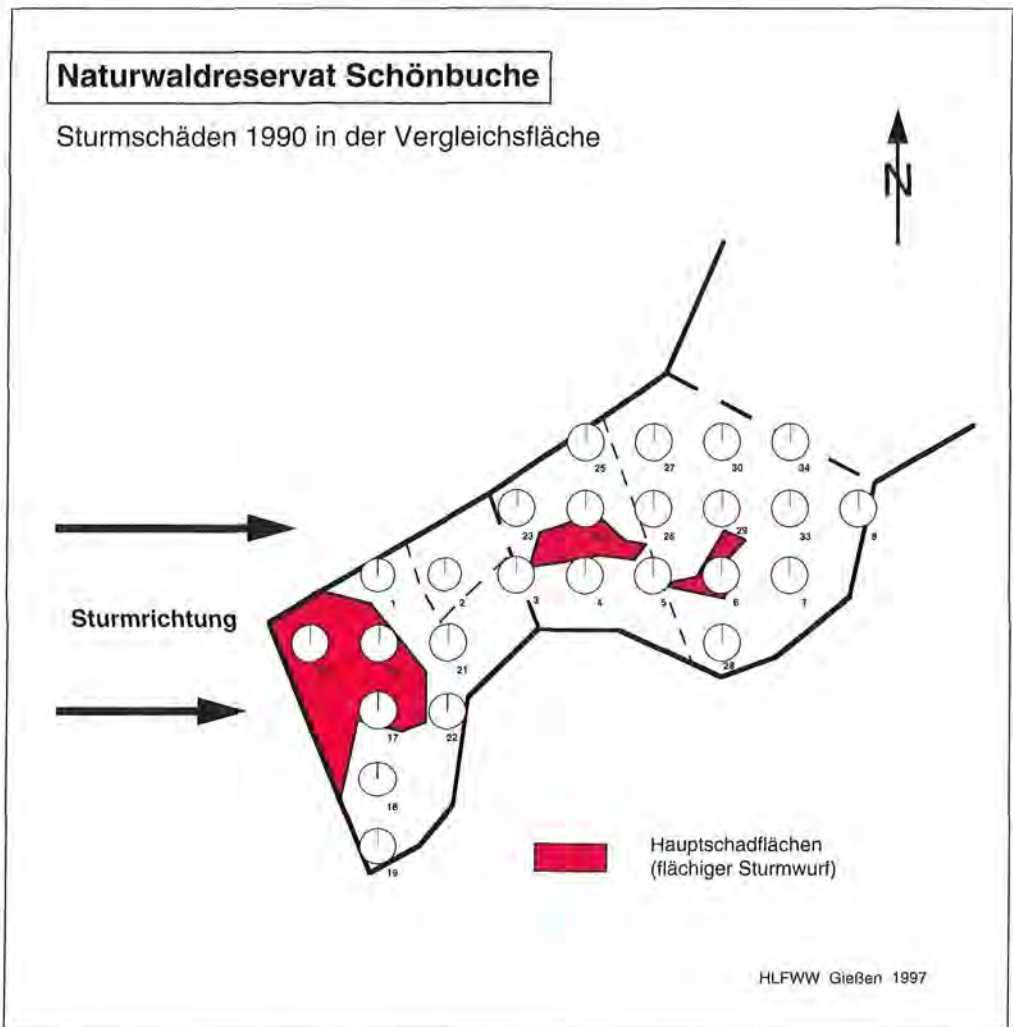 Naturwaldreservat Schönbuche
Sturmschäden 1990 in der Vergleichsfläche
N
25 27 30 34
23 26 29 33 8
Sturmrichtung
1 2 3 4 5 6 7
21 28
17 22
18
19
Hauptschadflächen
(flächiger Sturmwurf)
HLFWW Gießen 1997